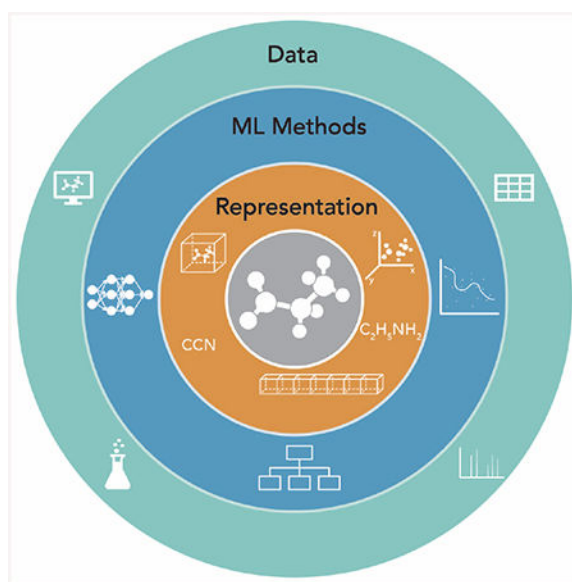 Data
ML Methods
Representation
z
y
x
CCN
C₂H₅NH₂